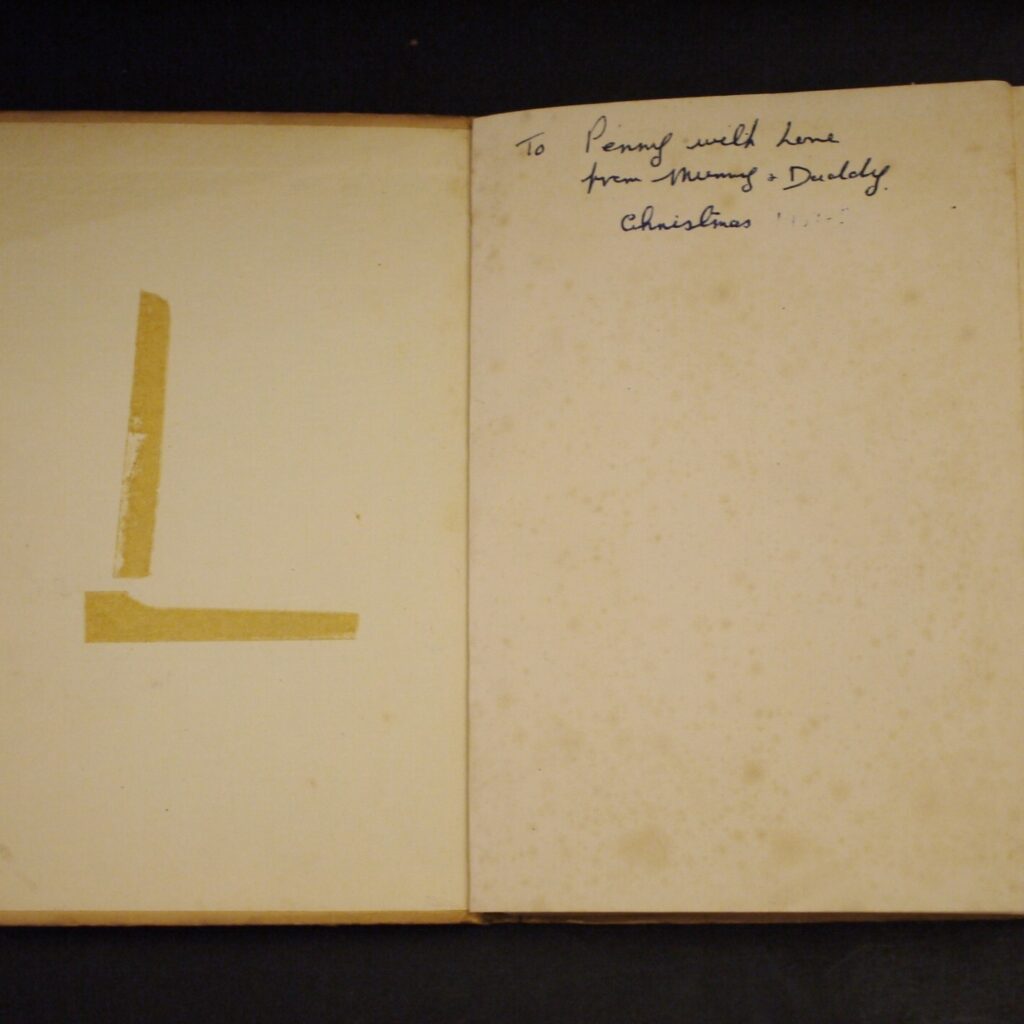 To Penny with Love
from Mummy & Daddy.
Christmas